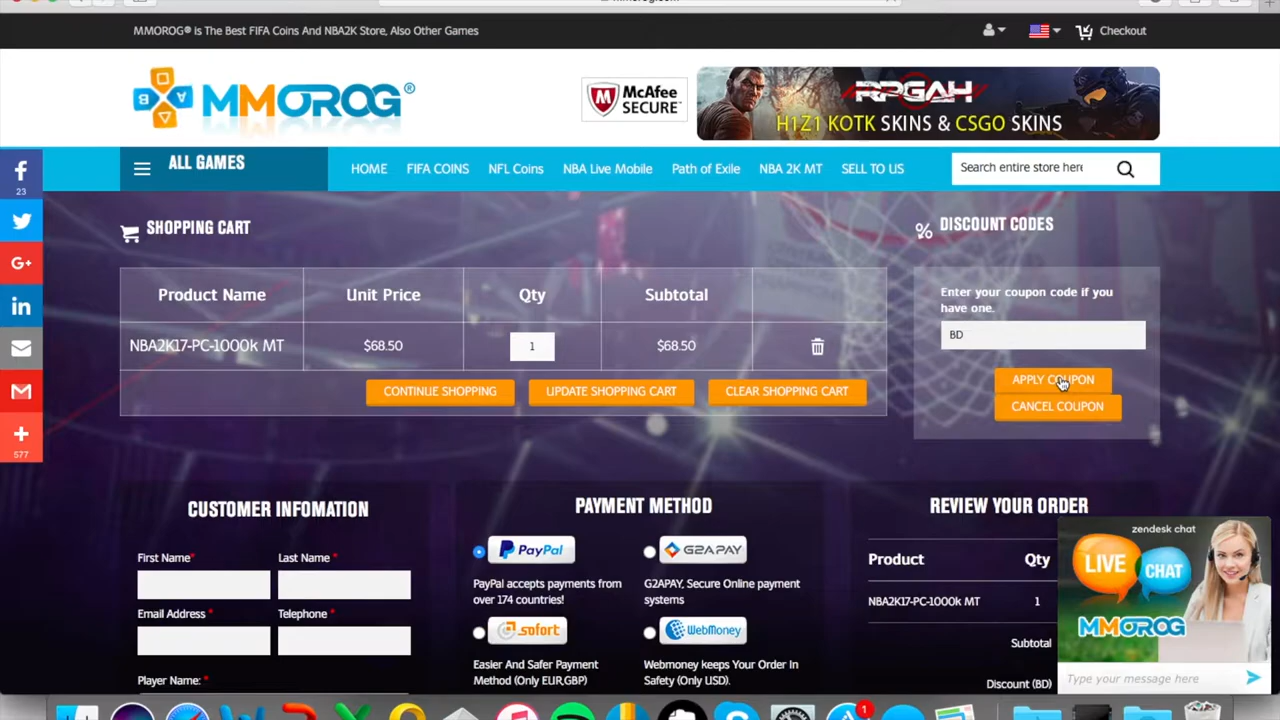 MMOROG® is The Best FIFA Coins And NBA2K Store, Also Other Games
Checkout
MMOROG®
McAfee
SECURE
RPGAH
H1Z1 KOTK SKINS & CSGO SKINS
ALL GAMES
HOME
FIFA COINS
NFL Coins
NBA Live Mobile
Path of Exile
NBA 2K MT
SELL TO US
Search entire store here
23
G+
in
577
SHOPPING CART
Product Name
Unit Price
Qty
Subtotal
NBA2K17-PC-1000k MT
$68.50
1
$68.50
CONTINUE SHOPPING
UPDATE SHOPPING CART
CLEAR SHOPPING CART
% DISCOUNT CODES
Enter your coupon code if you
have one.
BD
APPLY COUPON
CANCEL COUPON
CUSTOMER INFOMATION
First Name*
Last Name *
Email Address *
Telephone *
Player Name: *
PAYMENT METHOD
PayPal
PayPal accepts payments from
over 174 countries!
G2APAY
G2APAY, Secure Online payment
systems
sofort
Easier And Safer Payment
Method (Only EUR,GBP)
WebMoney
Webmoney keeps Your Order In
Safety (Only USD).
REVIEW YOUR ORDER
Product
Qty
NBA2K17-PC-1000k MT
1
Subtotal
Discount (BD)
zendesk chat
LIVE
CHAT
MMOROG
Type your message here
1